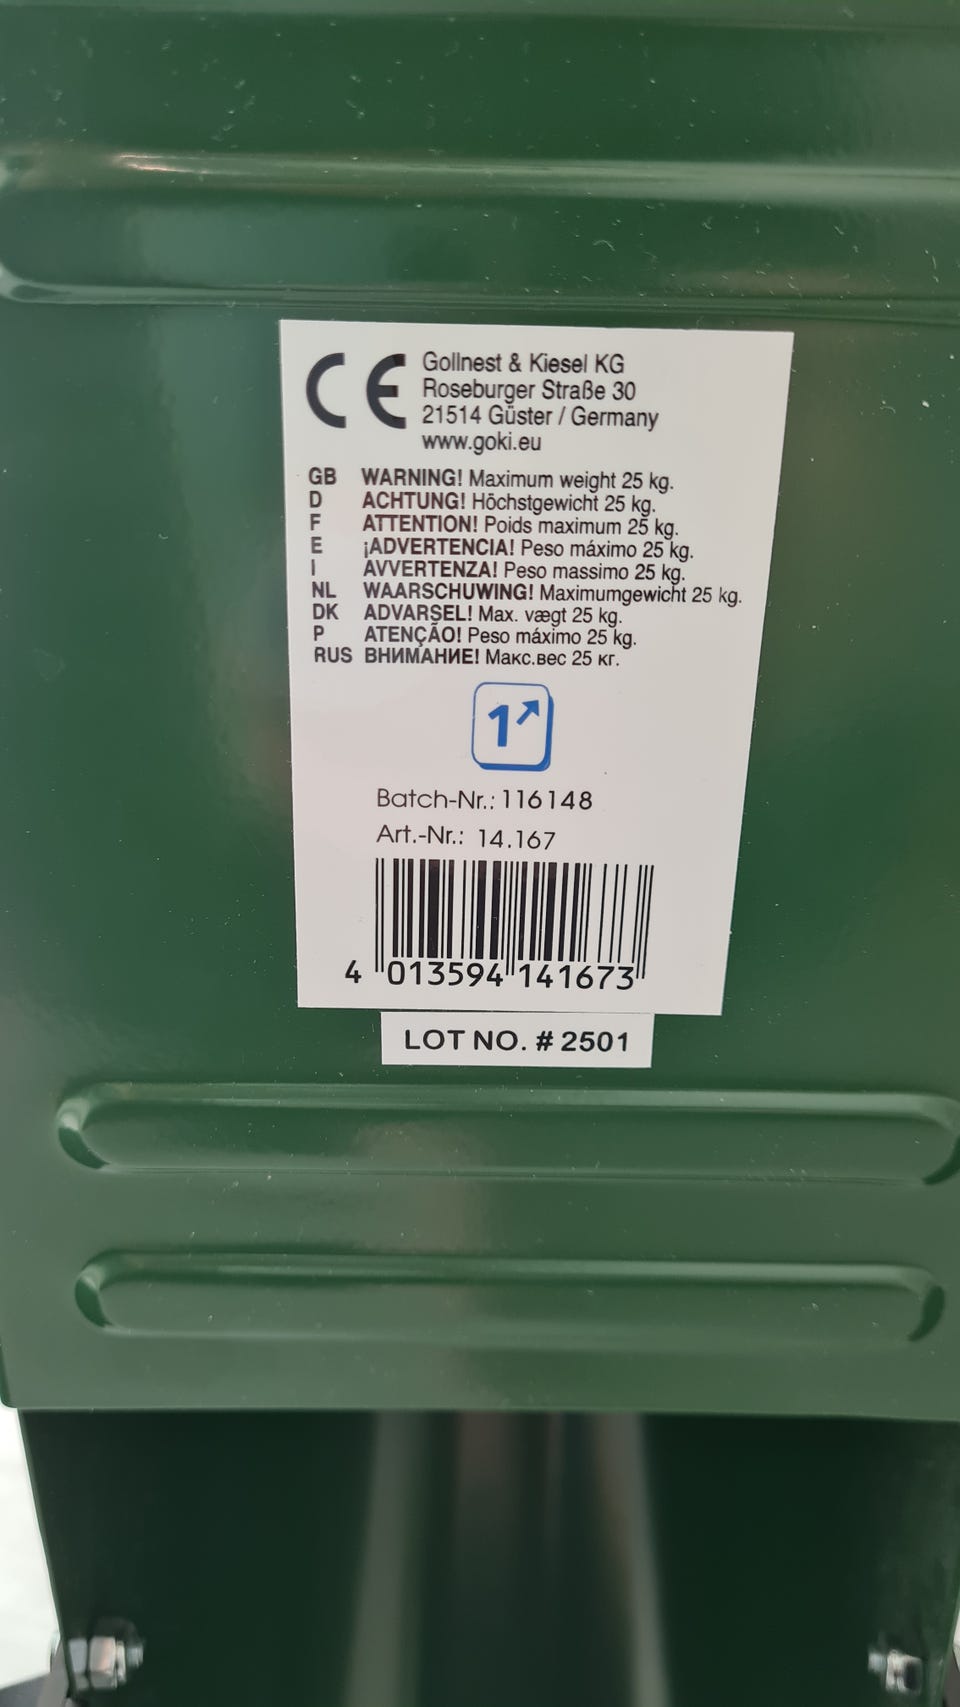 CE
Gollnest & Kiesel KG
Roseburger Straße 30
21514 Güster / Germany
www.goki.eu
GB WARNING! Maximum weight 25 kg.
D ACHTUNG! Höchstgewicht 25 kg.
F ATTENTION! Poids maximum 25 kg.
E ¡ADVERTENCIA! Peso máximo 25 kg.
I AVVERTENZA! Peso massimo 25 kg.
NL WAARSCHUWING! Maximumgewicht 25 kg.
DK ADVARSEL! Max. vægt 25 kg.
P ATENÇÃO! Peso máximo 25 kg.
RUS ВНИМАНИЕ! Макс.вес 25 кг.
1↗
Batch-Nr.: 116148
Art.-Nr.: 14.167
4 013594 141673
LOT NO. # 2501